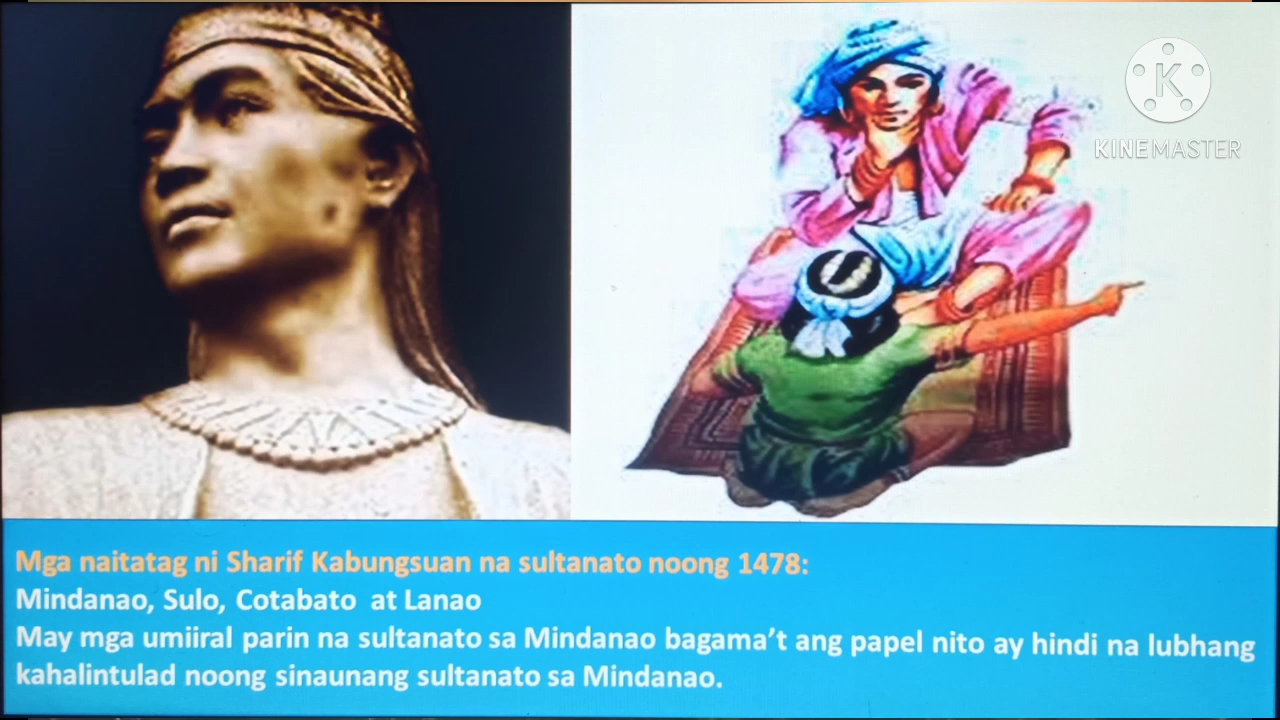 K
KINEMASTER
Mga naitatag ni Sharif Kabungsuan na sultanato noong 1478:
Mindanao, Sulo, Cotabato at Lanao
May mga umiiral parin na sultanato sa Mindanao bagama't ang papel nito ay hindi na lubhang
kahalintulad noong sinaunang sultanato sa Mindanao.